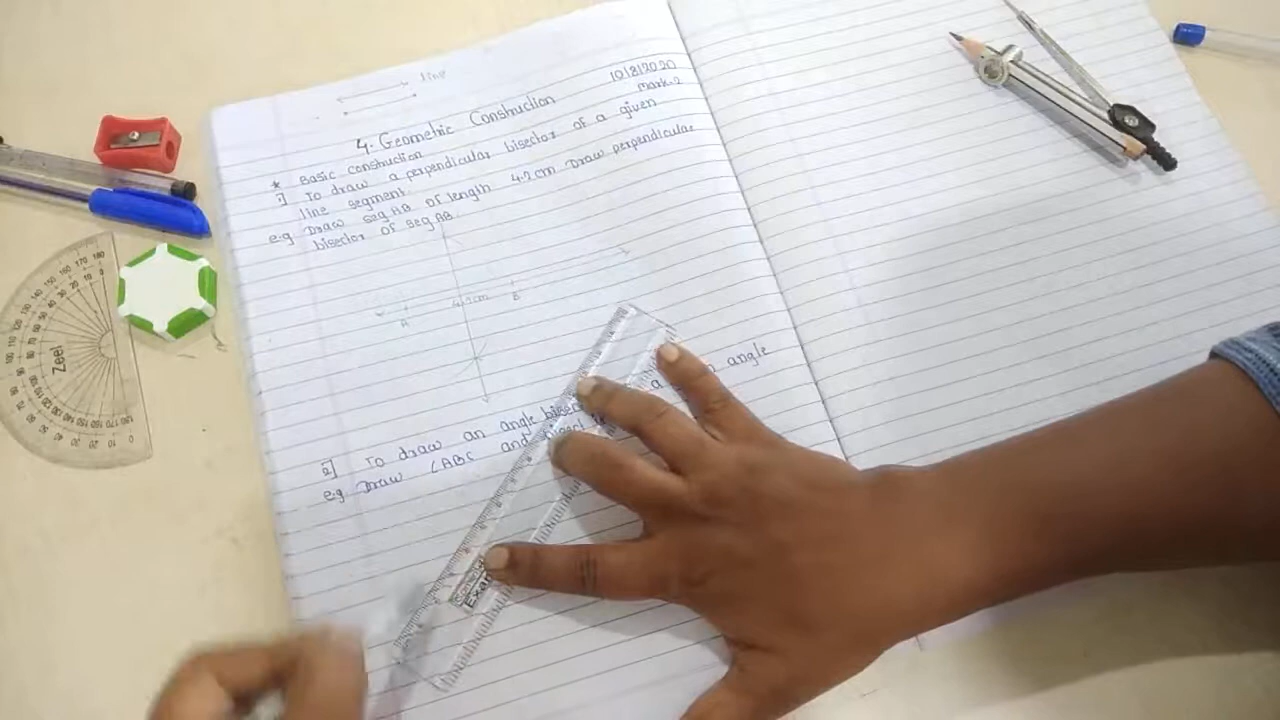 line
10/8/2020
Mark-2
4. Geometric Construction
* Basic construction
1] To draw a perpendicular bisector of a given
line segment.
e.g Draw seg AB of length 4.7 cm Draw perpendicular
bisector of seg AB.
4.7cm
A
B
2] To draw an angle a angle
e.g Draw ∠ABC and
Zeel